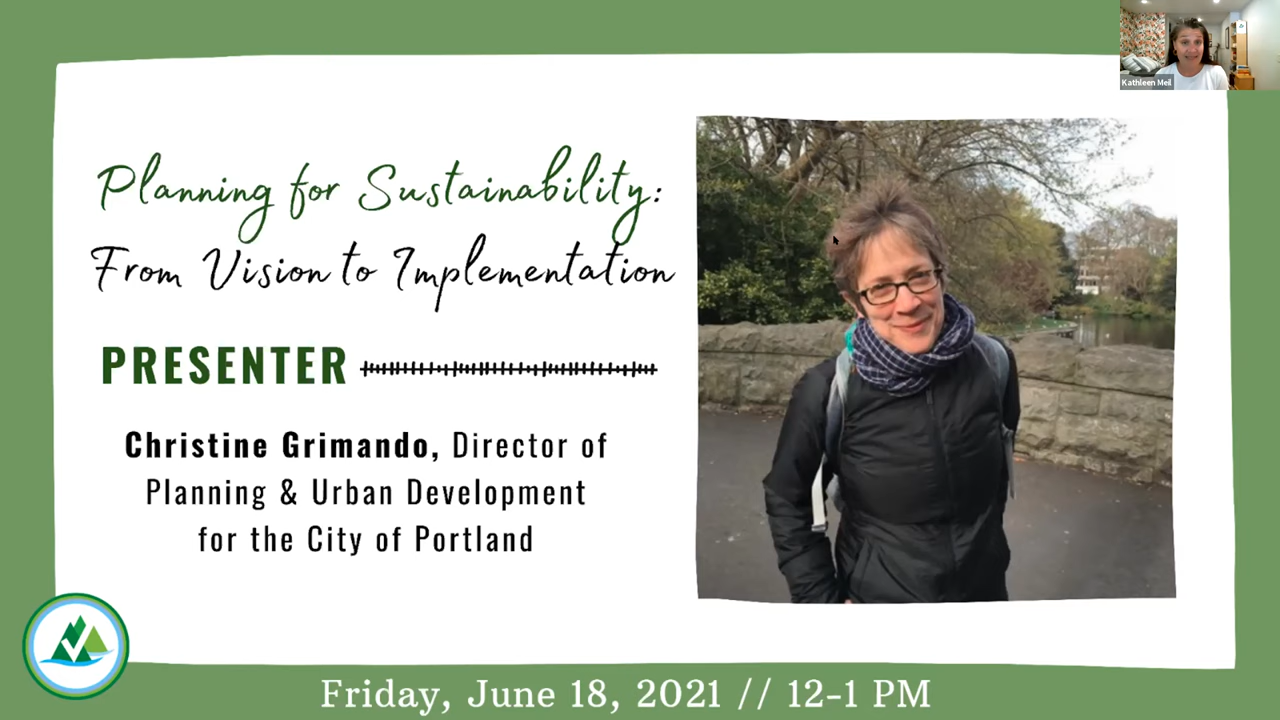 Kathleen Meil
Planning for Sustainability:
From Vision to Implementation
PRESENTER
Christine Grimando, Director of
Planning & Urban Development
for the City of Portland
Friday, June 18, 2021 // 12-1 PM